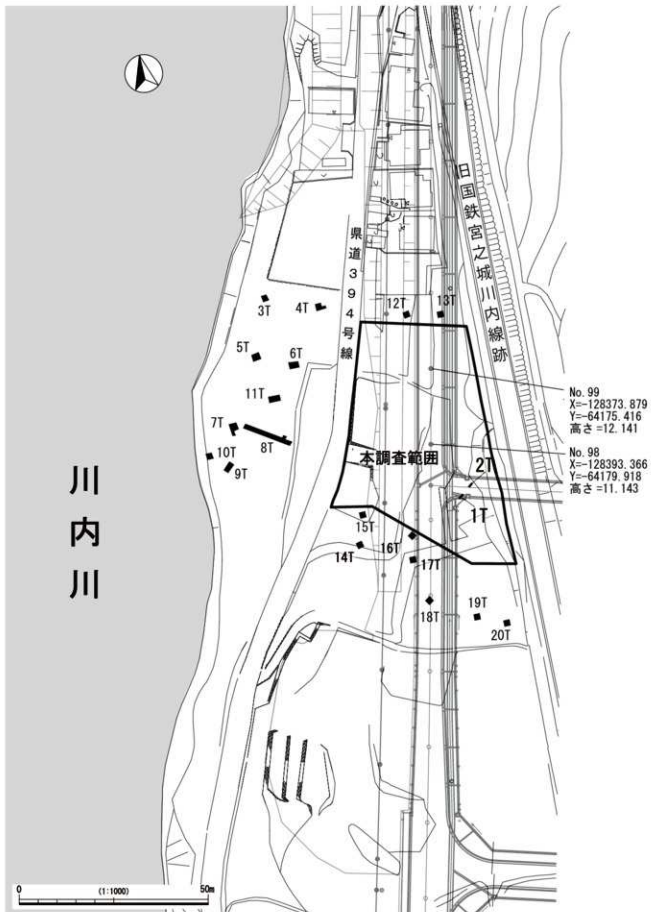 旧国鉄宮之城川内線跡
県道394号線
3T
4T
12T
13T
5T
6T
11T
7T
8T
10T
9T
No. 99
X=-128373.879
Y=-64175.416
高さ=12.141
No. 98
X=-128393.366
Y=-64179.918
高さ=11.143
本調査範囲
2T
1T
川内川
15T
14T
16T
17T
18T
19T
20T
0 (1:1000) 50m